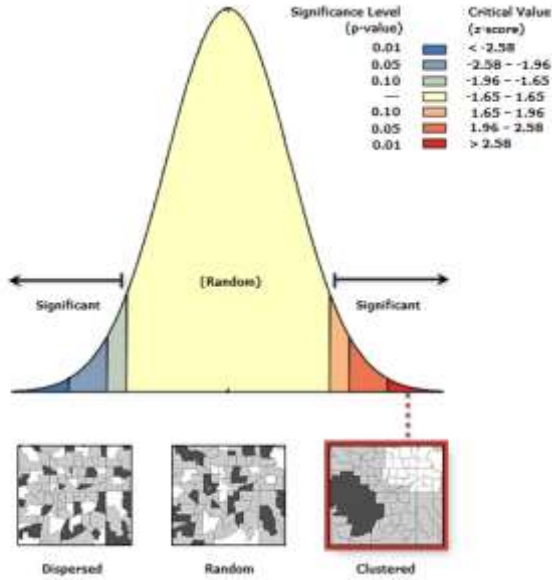 Significance Level Critical Value
(p-value) (z-score)
0.01 < -2.58
0.05 -2.58 – -1.96
0.10 -1.96 – -1.65
— -1.65 – 1.65
0.10 1.65 – 1.96
0.05 1.96 – 2.58
0.01 > 2.58
(Random)
Significant Significant
Dispersed Random Clustered